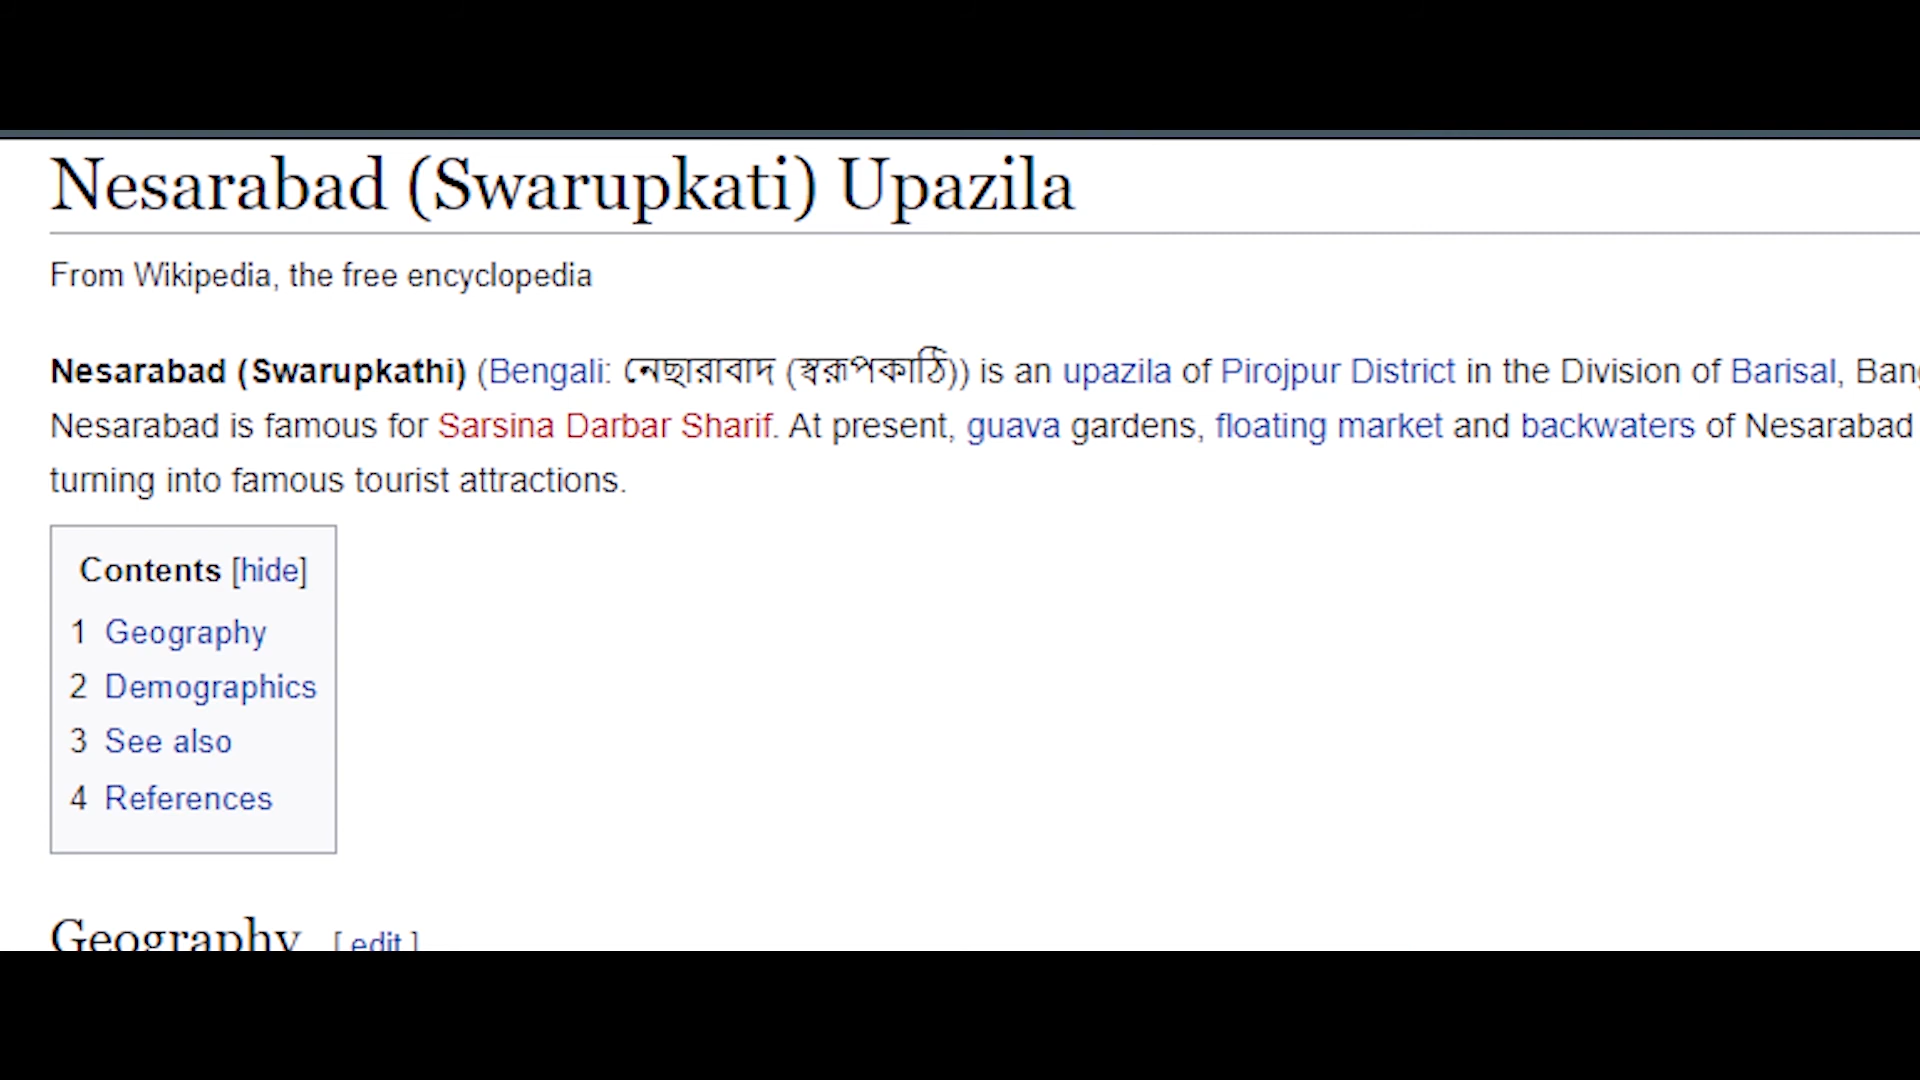 Nesarabad (Swarupkati) Upazila
From Wikipedia, the free encyclopedia
Nesarabad (Swarupkathi) (Bengali: নেছারাবাদ (স্বরূপকাঠি)) is an upazila of Pirojpur District in the Division of Barisal,
Nesarabad is famous for Sarsina Darbar Sharif. At present, guava gardens, floating market and backwaters of Nesarabad
turning into famous tourist attractions.
Contents [hide]
1 Geography
2 Demographics
3 See also
4 References
Geography [ edit ]